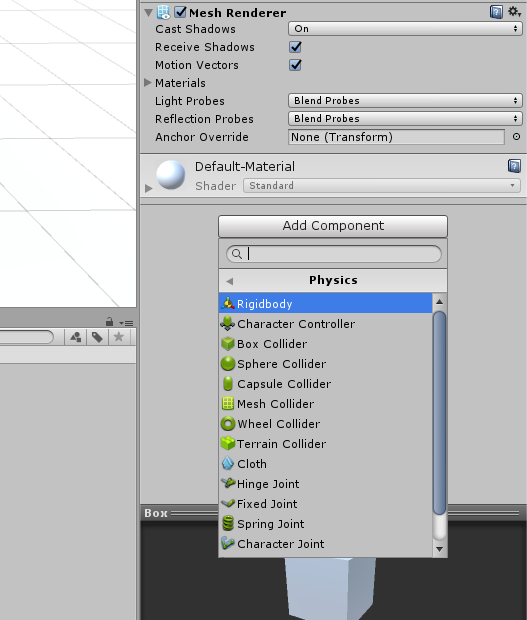 Mesh Renderer
Cast Shadows On
Receive Shadows
Motion Vectors
Materials
Light Probes Blend Probes
Reflection Probes Blend Probes
Anchor Override None (Transform)
Default-Material
Shader Standard
Add Component
Physics
Rigidbody
Character Controller
Box Collider
Sphere Collider
Capsule Collider
Mesh Collider
Wheel Collider
Terrain Collider
Cloth
Hinge Joint
Fixed Joint
Spring Joint
Character Joint
Box